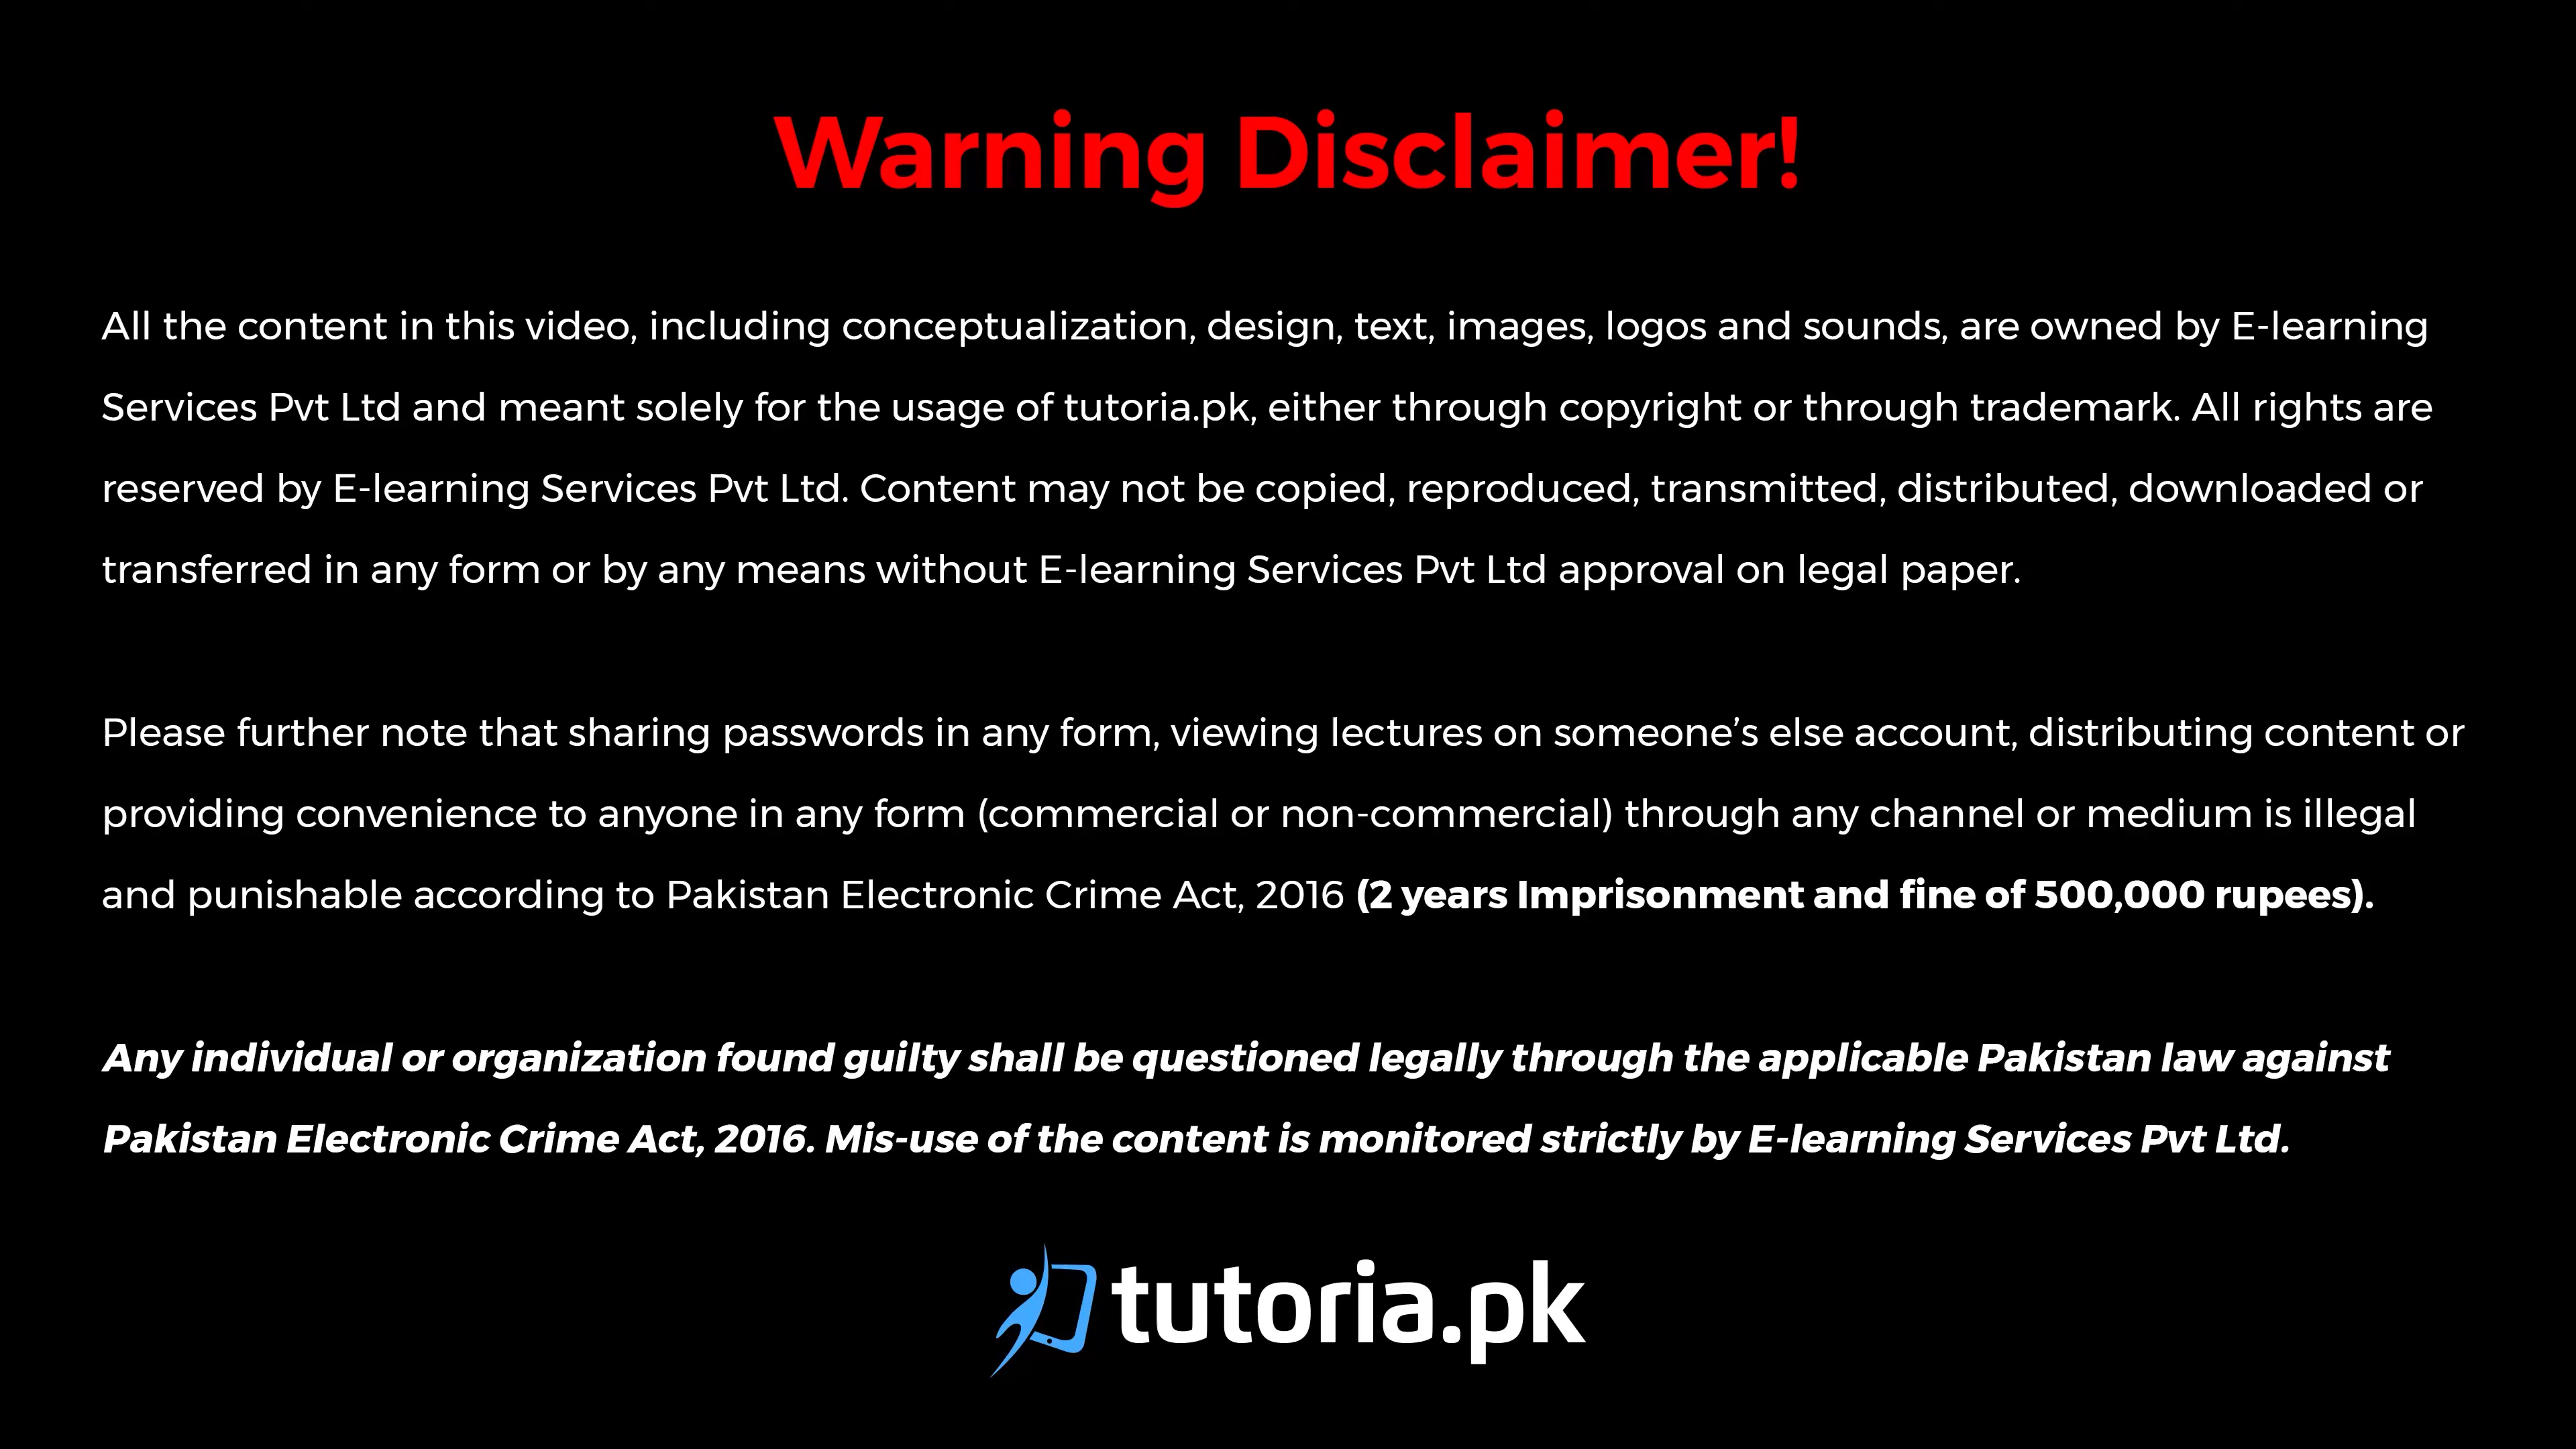 Warning Disclaimer!
All the content in this video, including conceptualization, design, text, images, logos and sounds, are owned by E-learning
Services Pvt Ltd and meant solely for the usage of tutoria.pk, either through copyright or through trademark. All rights are
reserved by E-learning Services Pvt Ltd. Content may not be copied, reproduced, transmitted, distributed, downloaded or
transferred in any form or by any means without E-learning Services Pvt Ltd approval on legal paper.
Please further note that sharing passwords in any form, viewing lectures on someone’s else account, distributing content or
providing convenience to anyone in any form (commercial or non-commercial) through any channel or medium is illegal
and punishable according to Pakistan Electronic Crime Act, 2016 (2 years Imprisonment and fine of 500,000 rupees).
Any individual or organization found guilty shall be questioned legally through the applicable Pakistan law against
Pakistan Electronic Crime Act, 2016. Mis-use of the content is monitored strictly by E-learning Services Pvt Ltd.
tutoria.pk